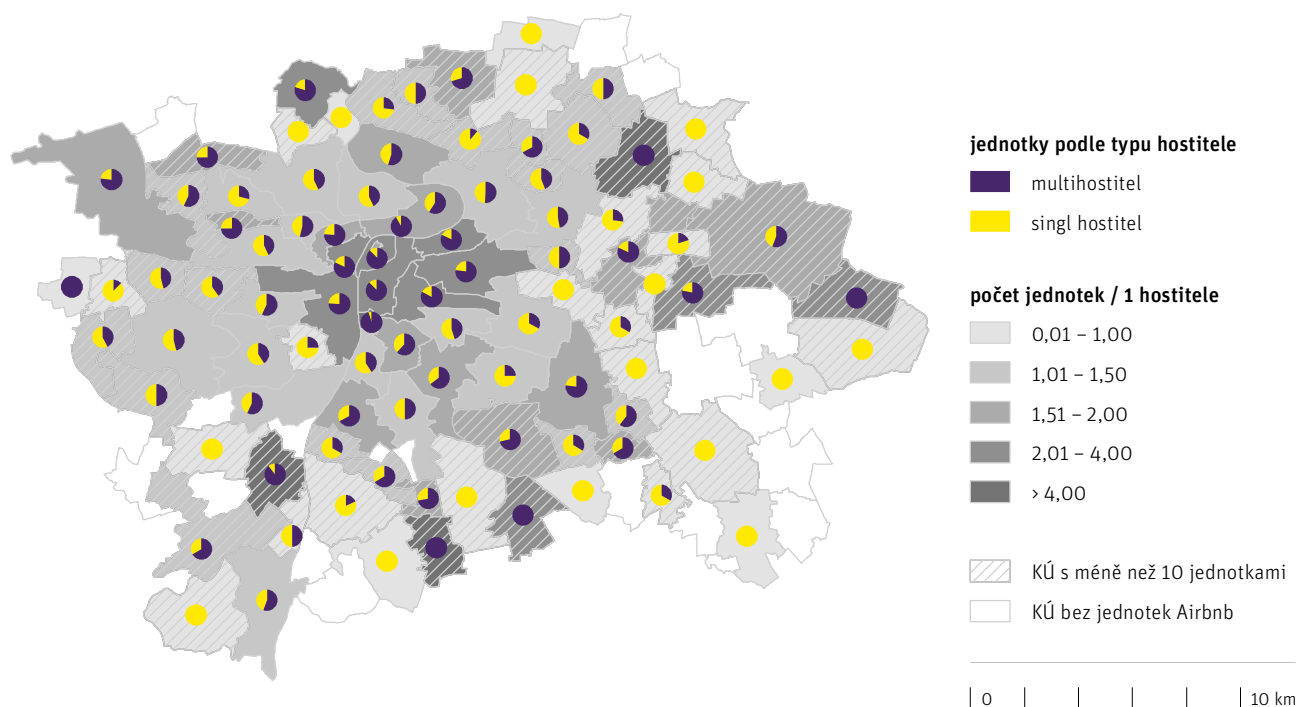 jednotky podle typu hostitele
multihostitel
singl hostitel
počet jednotek / 1 hostitele
0,01 – 1,00
1,01 – 1,50
1,51 – 2,00
2,01 – 4,00
> 4,00
KÚ s méně než 10 jednotkami
KÚ bez jednotek Airbnb
0 10 km